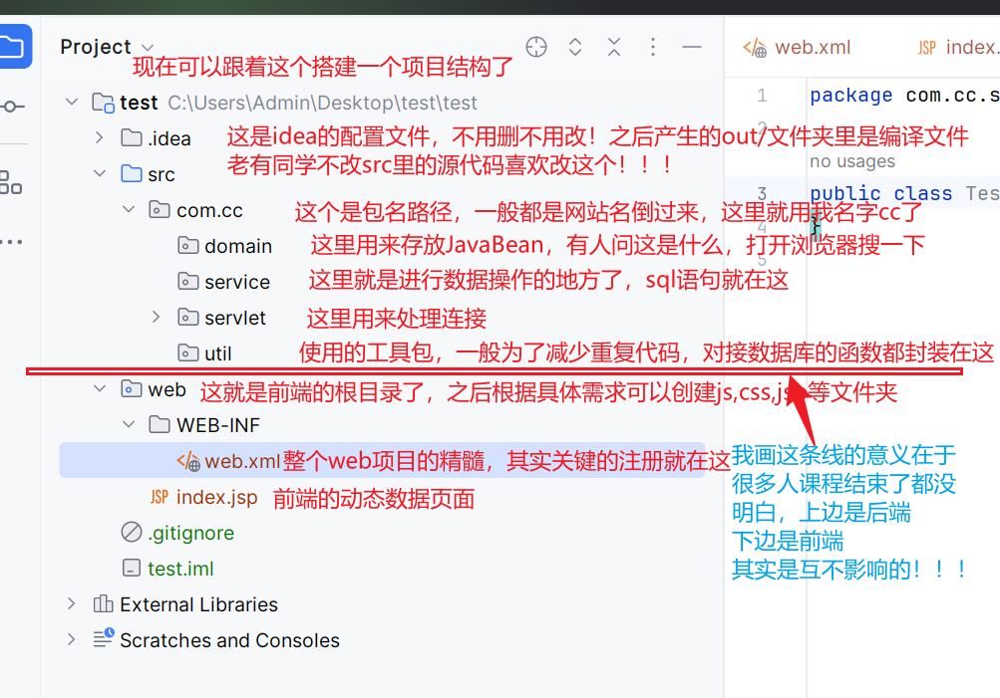 Project
web.xml
index.
现在可以跟着这个搭建一个项目结构了
test C:\Users\Admin\Desktop\test\test
.idea 这是idea的配置文件，不用删不用改！之后产生的out/文件夹里是编译文件
老有同学不改src里的源代码喜欢改这个！！！
src
com.cc 这个是包名路径，一般都是网站名倒过来，这里就用我名字cc了
domain 这里用来存放JavaBean，有人问这是什么，打开浏览器搜一下
service 这里就是进行数据操作的地方了，sql语句就在这
servlet 这里用来处理连接
util 使用的工具包，一般为了减少重复代码，对接数据库的函数都封装在这
web 这就是前端的根目录了，之后根据具体需求可以创建js,css,js 等文件夹
WEB-INF
web.xml 整个web项目的精髓，其实关键的注册就在这
JSP index.jsp 前端的动态数据页面
.gitignore
test.iml
External Libraries
Scratches and Consoles
JSP
1 package com.cc.s
2
no usages
3 public class Tes
4 }
5
我画这条线的意义在于
很多人课程结束了都没
明白，上边是后端
下边是前端
其实是互不影响的！！！